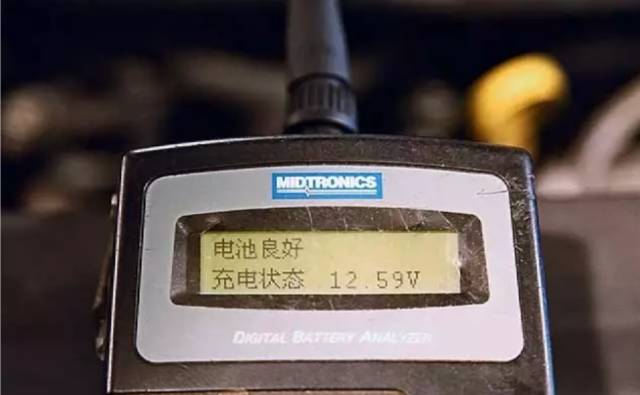 MIDTRONICS
电池良好
充电状态 12.59V
DIGITAL BATTERY ANALYZER